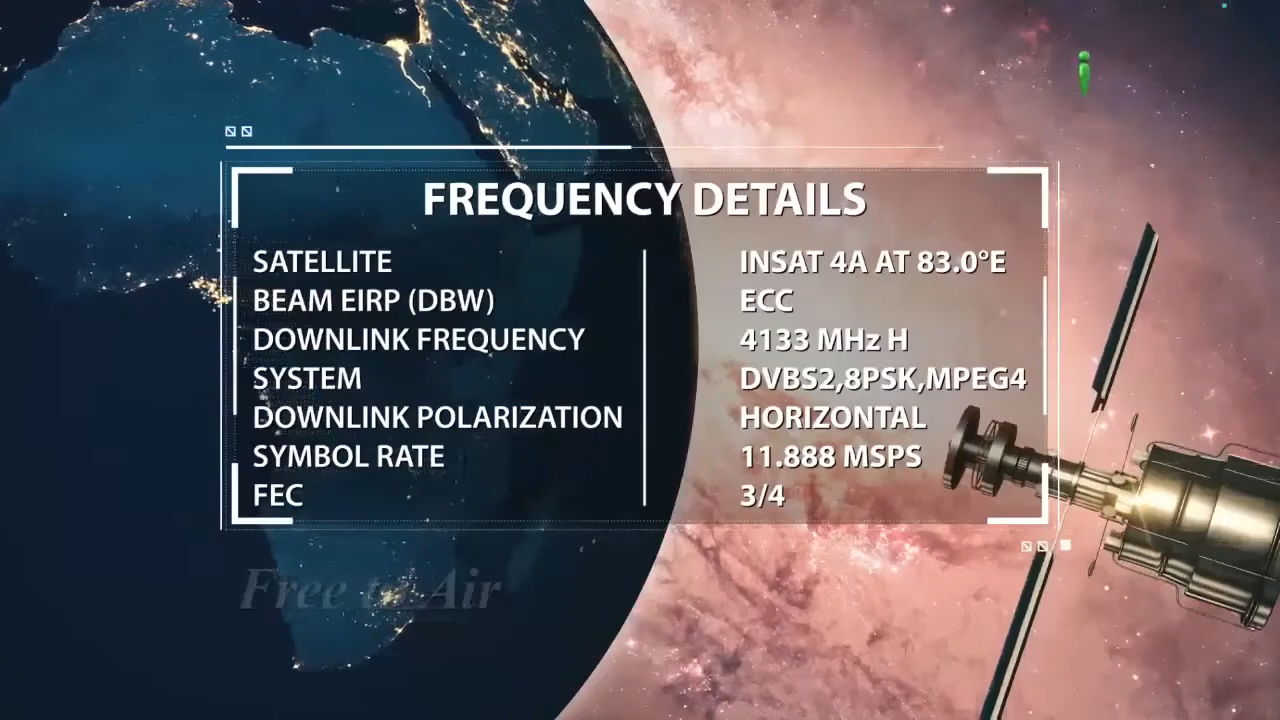 FREQUENCY DETAILS
SATELLITE INSAT 4A AT 83.0°E
BEAM EIRP (DBW) ECC
DOWNLINK FREQUENCY 4133 MHz H
SYSTEM DVBS2,8PSK,MPEG4
DOWNLINK POLARIZATION HORIZONTAL
SYMBOL RATE 11.888 MSPS
FEC 3/4
Free to Air